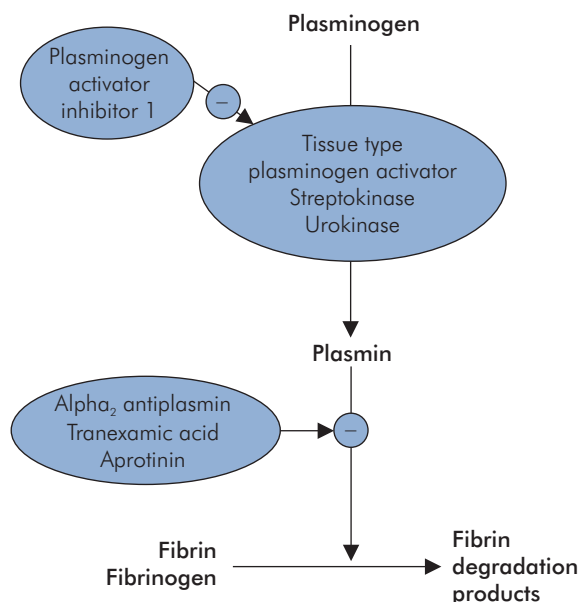 Plasminogen
Plasminogen
activator
inhibitor 1
–
Tissue type
plasminogen activator
Streptokinase
Urokinase
Plasmin
Alpha₂ antiplasmin
Tranexamic acid
Aprotinin
–
Fibrin
Fibrinogen
Fibrin
degradation
products